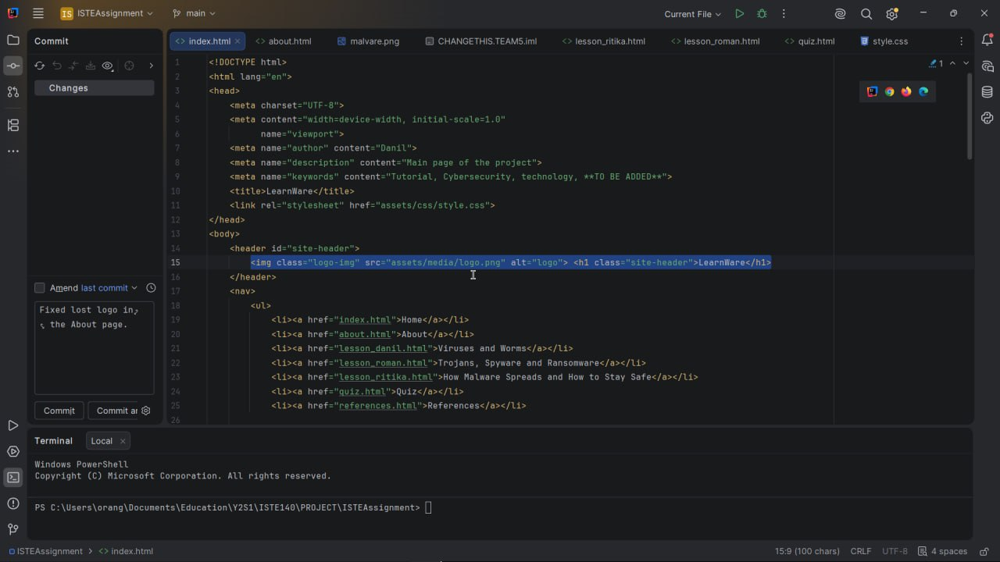 IS ISTEAssignment main Current File
Commit
Changes
Amend last commit
Fixed lost logo in
the About page.
Commit Commit ar
index.html about.html malvare.png CHANGETHIS.TEAM5.iml lesson_ritika.html lesson_roman.html quiz.html style.css
1
1 <!DOCTYPE html>
2 <html lang="en">
3 <head>
4 <meta charset="UTF-8">
5 <meta content="width=device-width, initial-scale=1.0"
6 name="viewport">
7 <meta name="author" content="Danil">
8 <meta name="description" content="Main page of the project">
9 <meta name="keywords" content="Tutorial, Cybersecurity, technology, **TO BE ADDED**">
10 <title>LearnWare</title>
11 <link rel="stylesheet" href="assets/css/style.css">
12 </head>
13 <body>
14 <header id="site-header">
15 <img class="logo-img" src="assets/media/logo.png" alt="logo"> <h1 class="site-header">LearnWare</h1>
16 </header>
17 <nav>
18 <ul>
19 <li><a href="index.html">Home</a></li>
20 <li><a href="about.html">About</a></li>
21 <li><a href="lesson_danil.html">Viruses and Worms</a></li>
22 <li><a href="lesson_roman.html">Trojans, Spyware and Ransomware</a></li>
23 <li><a href="lesson_ritika.html">How Malware Spreads and How to Stay Safe</a></li>
24 <li><a href="quiz.html">Quiz</a></li>
25 <li><a href="references.html">References</a></li>
26
Terminal Local
Windows PowerShell
Copyright (C) Microsoft Corporation. All rights reserved.
PS C:\Users\orang\Documents\Education\Y2S1\ISTE140\PROJECT\ISTEAssignment>
ISTEAssignment > index.html 15:9 (100 chars) CRLF UTF-8 4 spaces